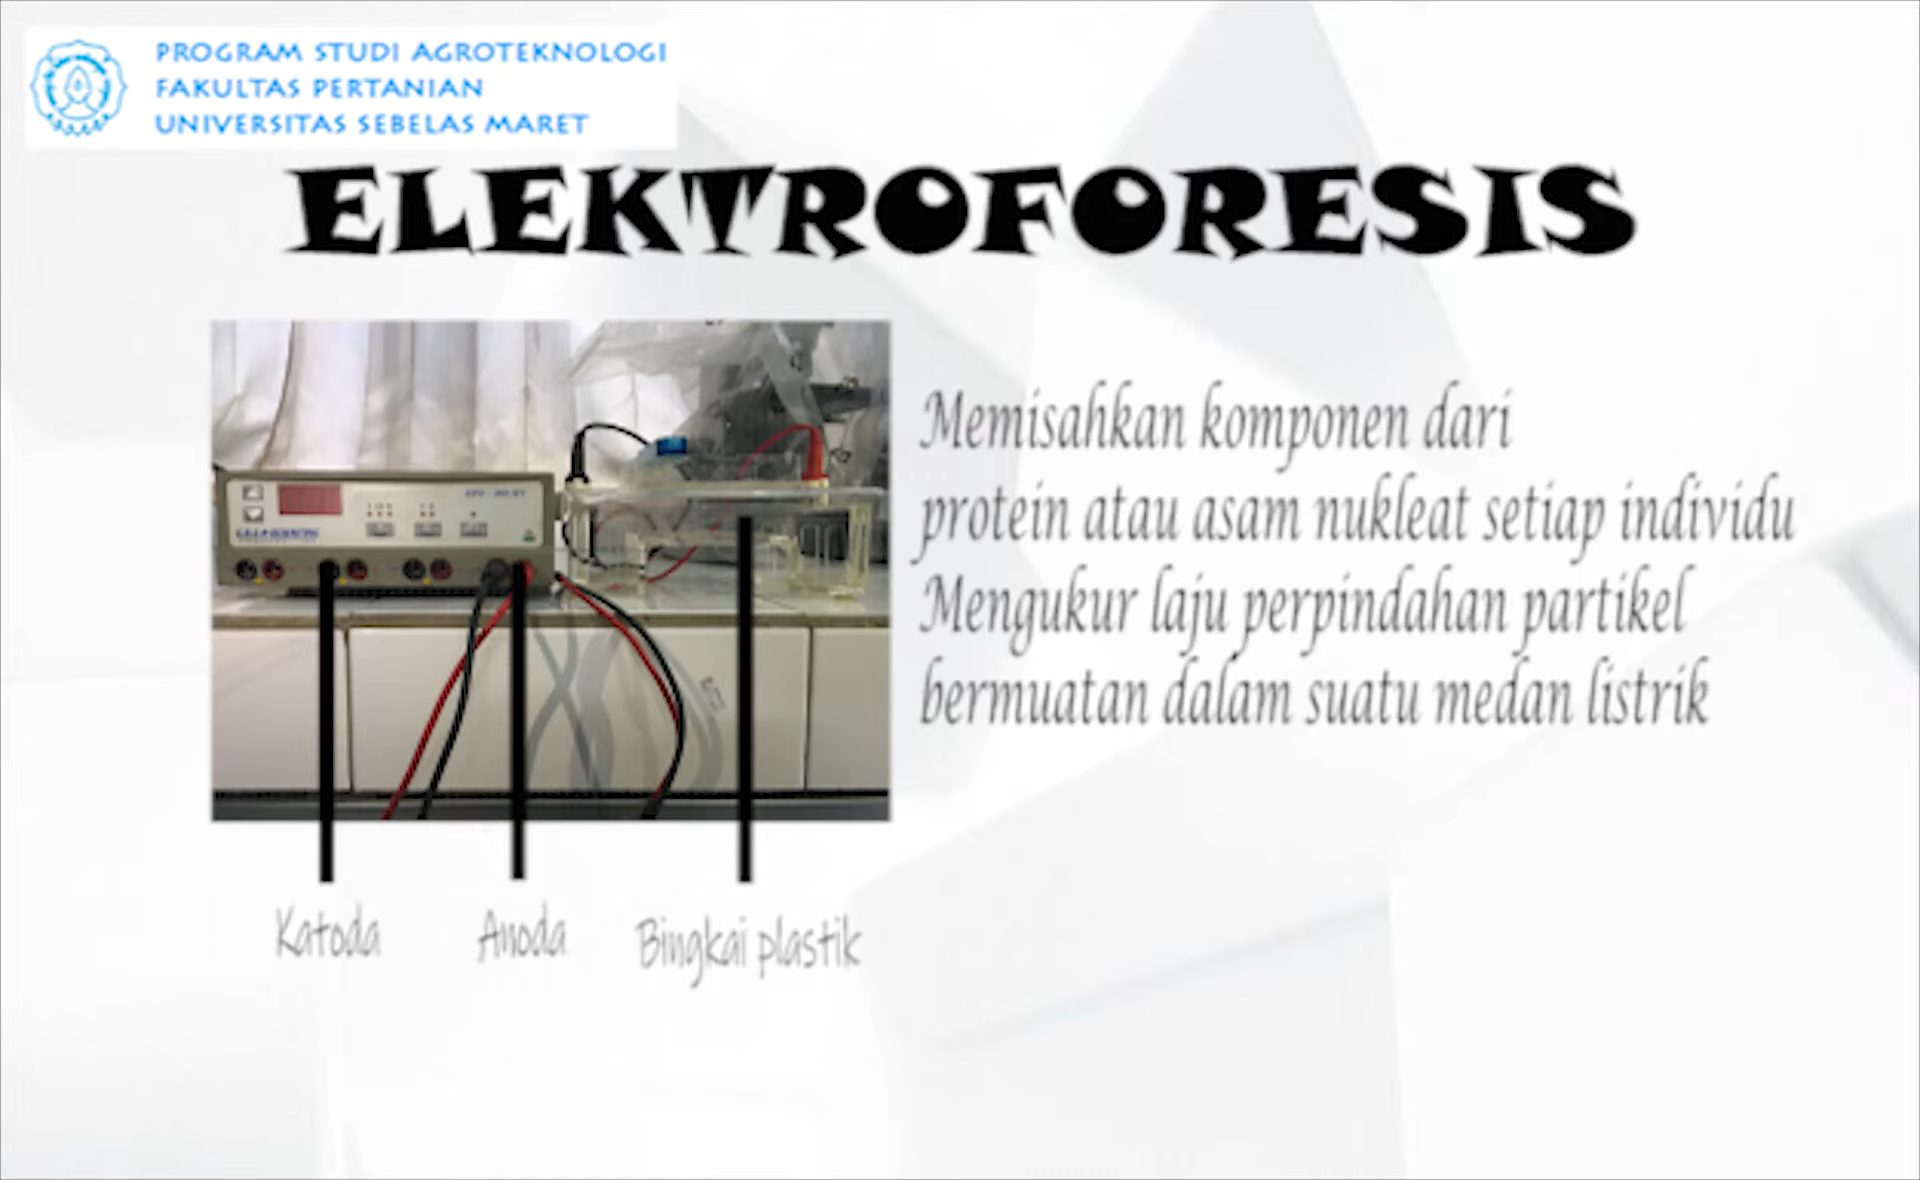 PROGRAM STUDI AGROTEKNOLOGI
FAKULTAS PERTANIAN
UNIVERSITAS SEBELAS MARET
ELEKTROFORESIS
Memisahkan komponen dari
protein atau asam nukleat setiap individu
Mengukur laju perpindahan partikel
bermuatan dalam suatu medan listrik
Katoda
Anoda
Bingkai plastik